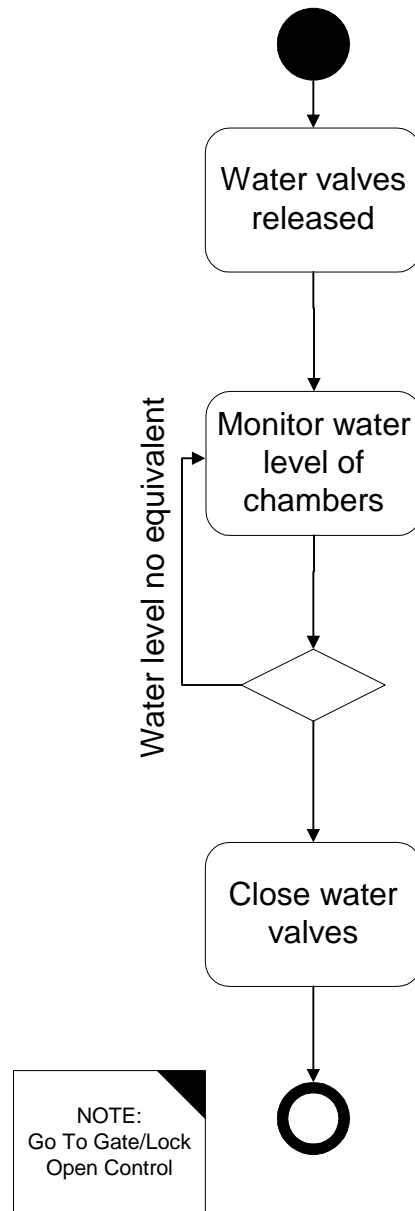 Water valves
released
Monitor water
level of
chambers
Water level no equivalent
Close water
valves
NOTE:
Go To Gate/Lock
Open Control